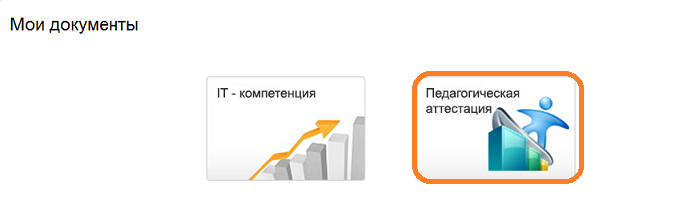 Мои документы
IT - компетенция
Педагогическая
аттестация